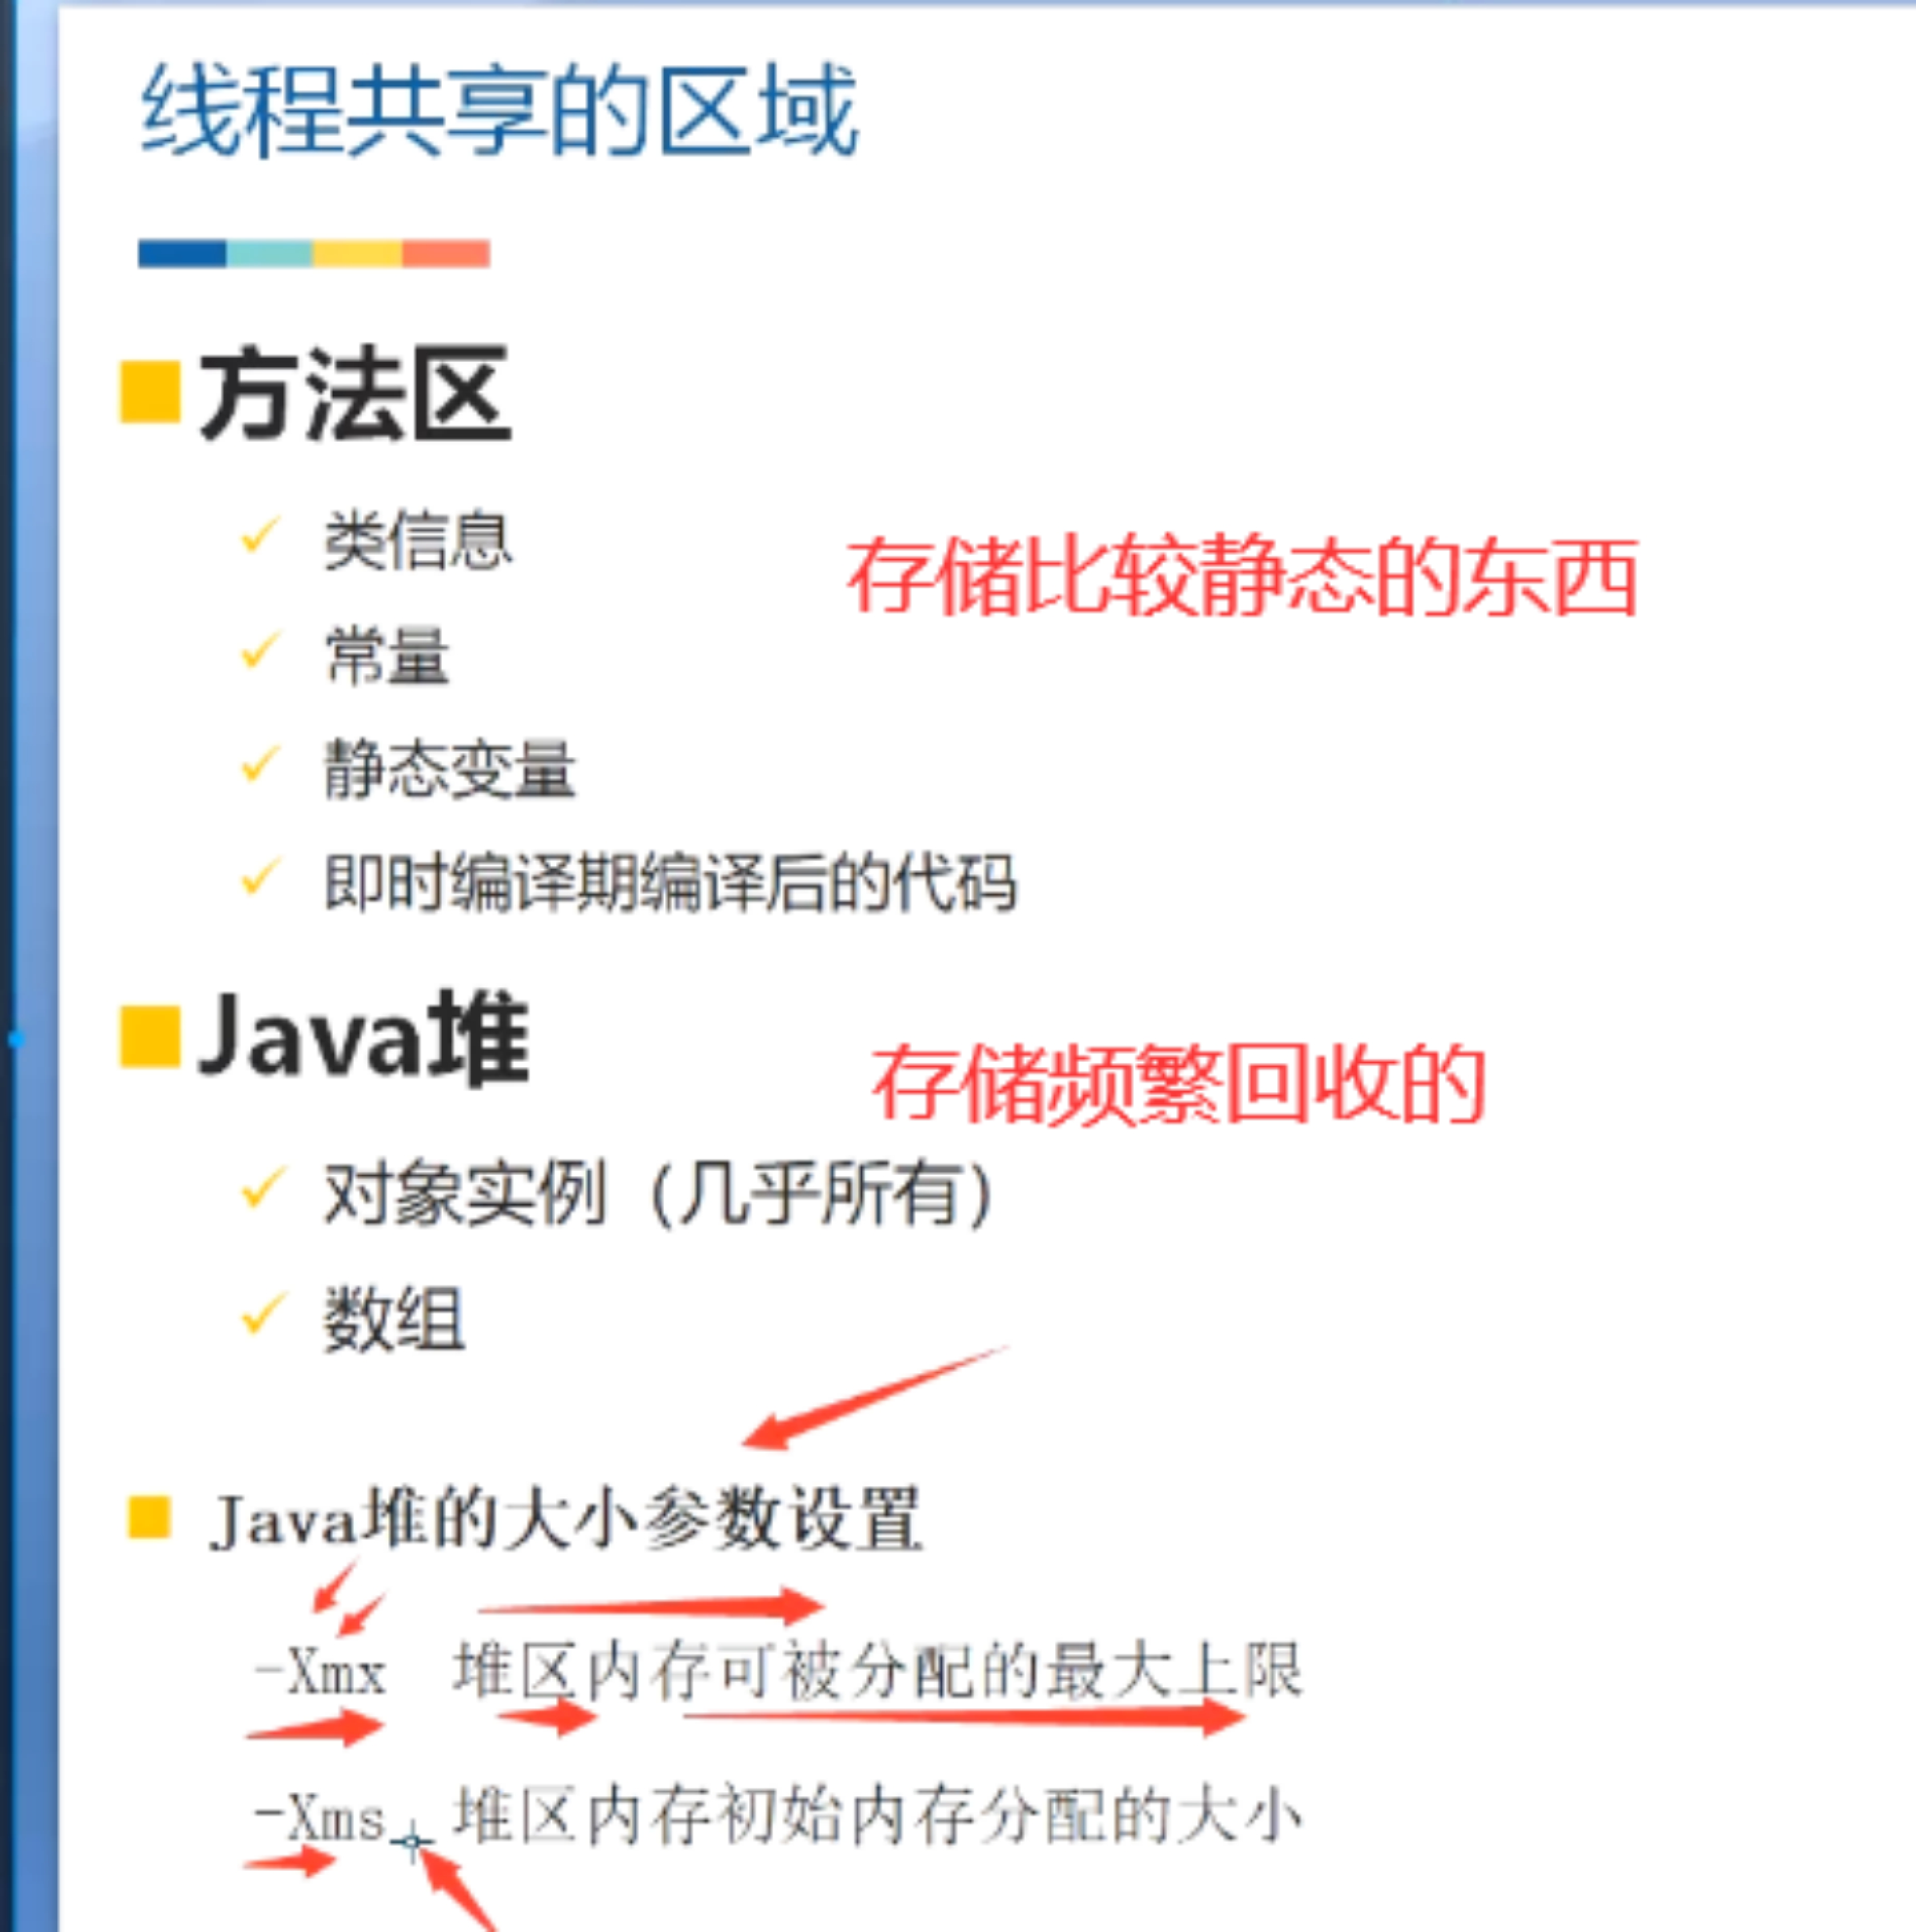 线程共享的区域
方法区
类信息
存储比较静态的东西
常量
静态变量
即时编译期编译后的代码
Java堆
存储频繁回收的
对象实例（几乎所有）
数组
Java堆的大小参数设置
-Xmx 堆区内存可被分配的最大上限
-Xms 堆区内存初始内存分配的大小